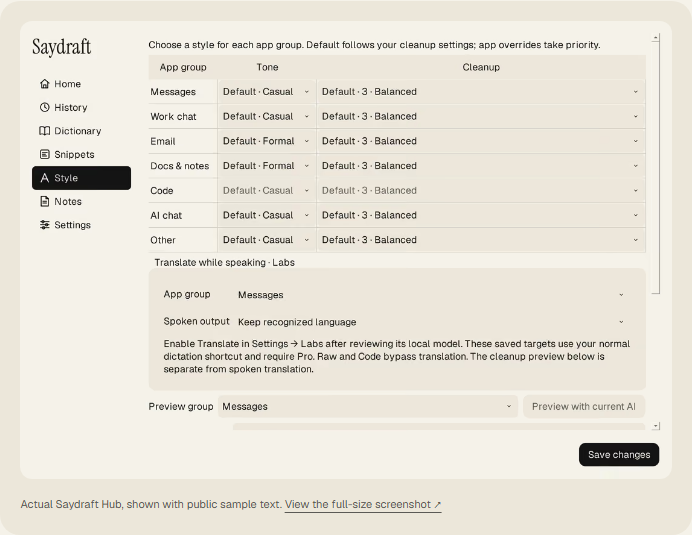 Saydraft
Home
History
Dictionary
Snippets
Style
Notes
Settings
Choose a style for each app group. Default follows your cleanup settings; app overrides take priority.
App group Tone Cleanup
Messages Default · Casual Default · 3 · Balanced
Work chat Default · Casual Default · 3 · Balanced
Email Default · Formal Default · 3 · Balanced
Docs & notes Default · Formal Default · 3 · Balanced
Code Default · Casual Default · 3 · Balanced
AI chat Default · Casual Default · 3 · Balanced
Other Default · Casual Default · 3 · Balanced
Translate while speaking · Labs
App group Messages
Spoken output Keep recognized language
Enable Translate in Settings → Labs after reviewing its local model. These saved targets use your normal
dictation shortcut and require Pro. Raw and Code bypass translation. The cleanup preview below is
separate from spoken translation.
Preview group Messages Preview with current AI
Save changes
Actual Saydraft Hub, shown with public sample text. View the full-size screenshot ↗